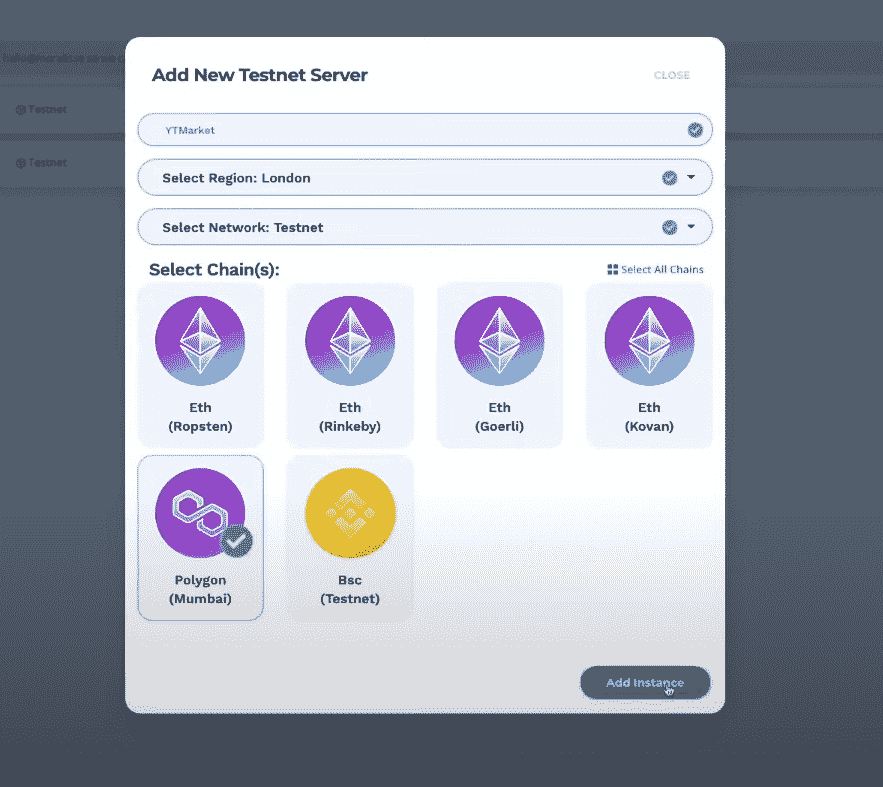 Add New Testnet Server
CLOSE
YTMarket
Select Region: London
Select Network: Testnet
Select Chain(s):
Select All Chains
Eth
(Ropsten)
Eth
(Rinkeby)
Eth
(Goerli)
Eth
(Kovan)
Polygon
(Mumbai)
Bsc
(Testnet)
Add Instance
Testnet
Testnet